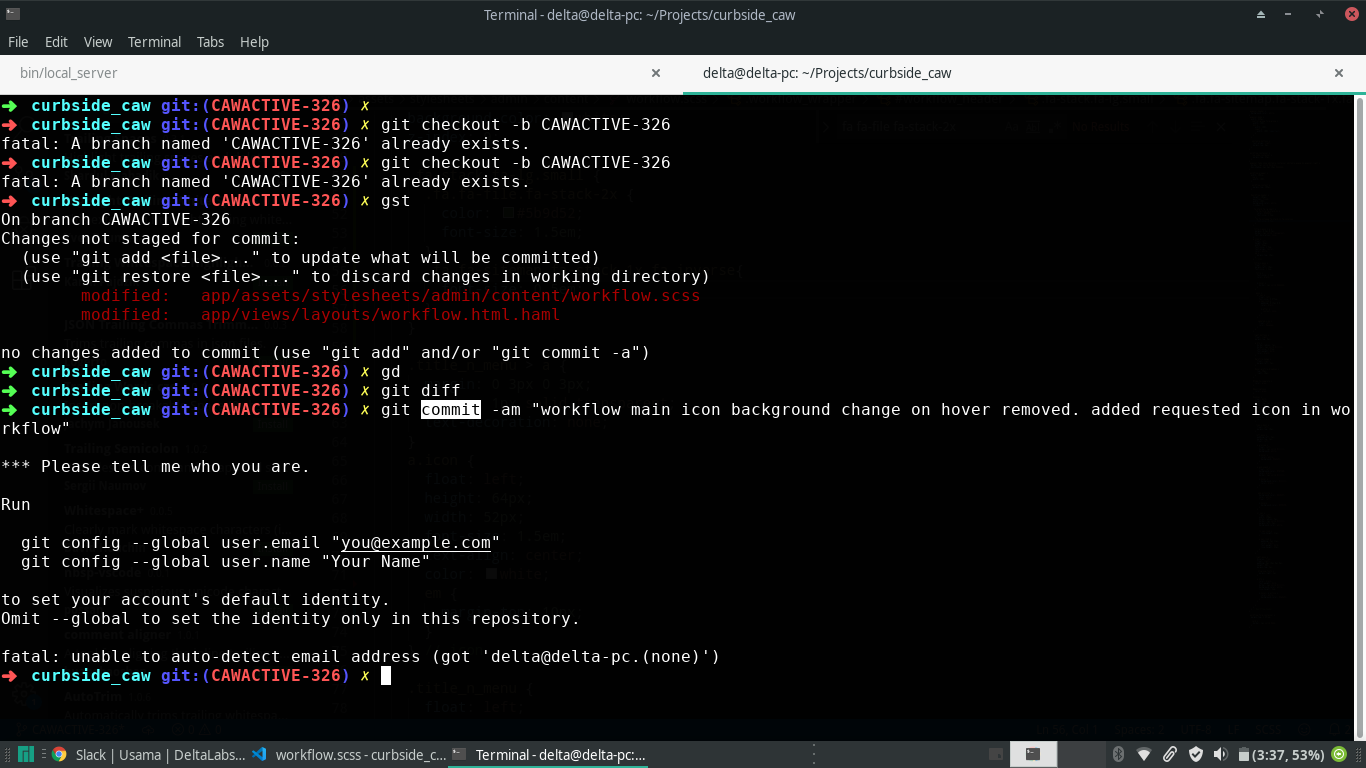 Terminal - delta@delta-pc: ~/Projects/curbside_caw
File Edit View Terminal Tabs Help
bin/local_server × delta@delta-pc: ~/Projects/curbside_caw ×
➜ curbside_caw git:(CAWACTIVE-326) ✗
➜ curbside_caw git:(CAWACTIVE-326) ✗ git checkout -b CAWACTIVE-326
fatal: A branch named 'CAWACTIVE-326' already exists.
➜ curbside_caw git:(CAWACTIVE-326) ✗ git checkout -b CAWACTIVE-326
fatal: A branch named 'CAWACTIVE-326' already exists.
➜ curbside_caw git:(CAWACTIVE-326) ✗ gst
On branch CAWACTIVE-326
Changes not staged for commit:
(use "git add <file>..." to update what will be committed)
(use "git restore <file>..." to discard changes in working directory)
modified: app/assets/stylesheets/admin/content/workflow.scss
modified: app/views/layouts/workflow.html.haml
no changes added to commit (use "git add" and/or "git commit -a")
➜ curbside_caw git:(CAWACTIVE-326) ✗ gd
➜ curbside_caw git:(CAWACTIVE-326) ✗ git diff
➜ curbside_caw git:(CAWACTIVE-326) ✗ git commit -am "workflow main icon background change on hover removed. added requested icon in wo
rkflow"
*** Please tell me who you are.
Run
git config --global user.email "you@example.com"
git config --global user.name "Your Name"
to set your account's default identity.
Omit --global to set the identity only in this repository.
fatal: unable to auto-detect email address (got 'delta@delta-pc.(none)')
➜ curbside_caw git:(CAWACTIVE-326) ✗
Slack | Usama | DeltaLabs... workflow.scss - curbside_c... Terminal - delta@delta-pc:... (3:37, 53%)